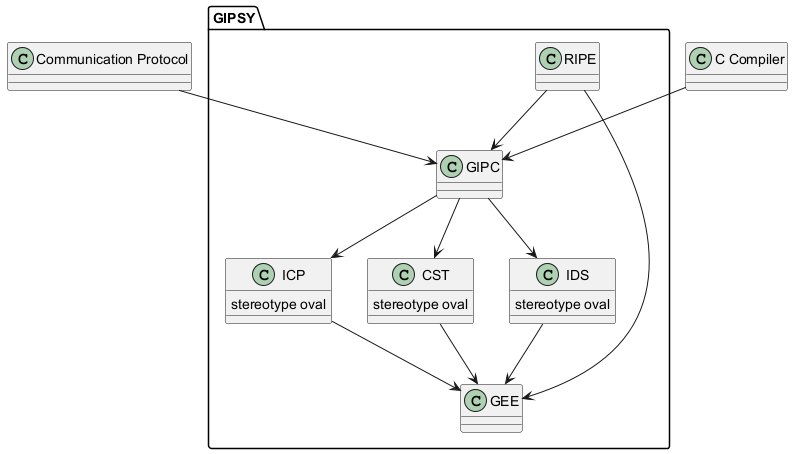 GIPSY
C Communication Protocol
C RIPE
C C Compiler
C GIPC
C ICP
stereotype oval
C CST
stereotype oval
C IDS
stereotype oval
C GEE